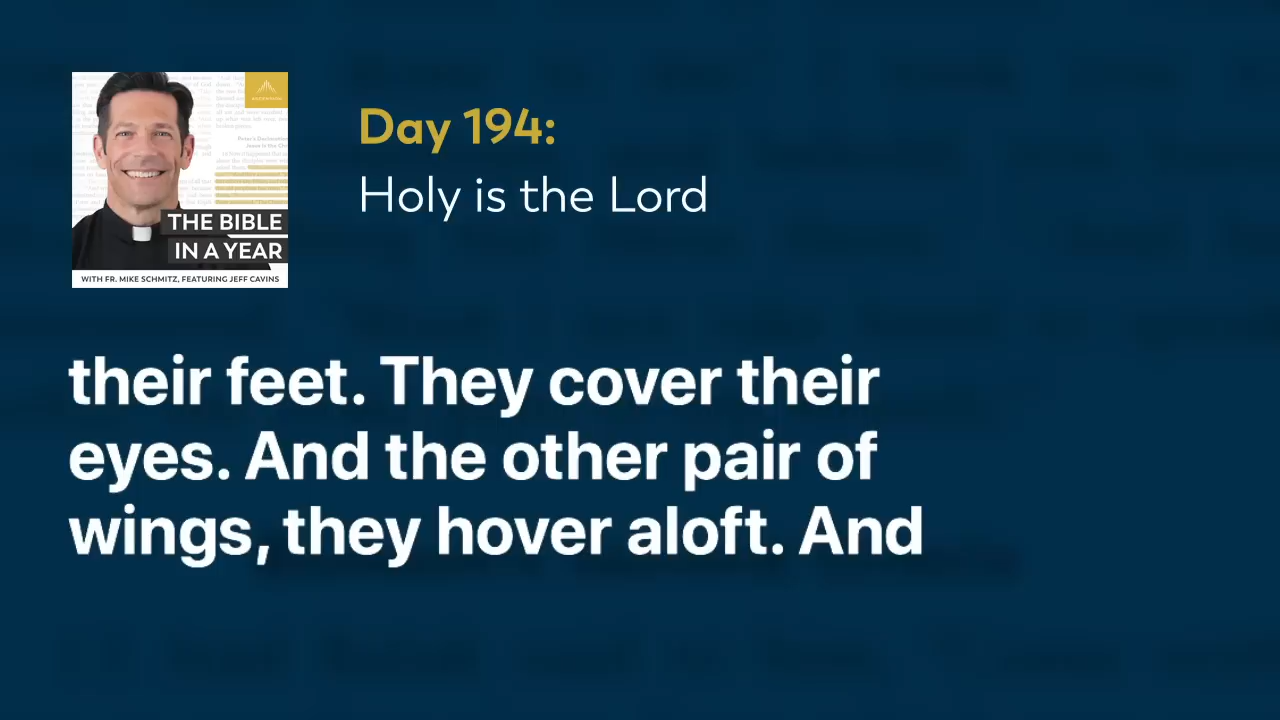 Day 194:
Holy is the Lord
THE BIBLE
IN A YEAR
WITH FR. MIKE SCHMITZ, FEATURING JEFF CAVINS
their feet. They cover their
eyes. And the other pair of
wings, they hover aloft. And